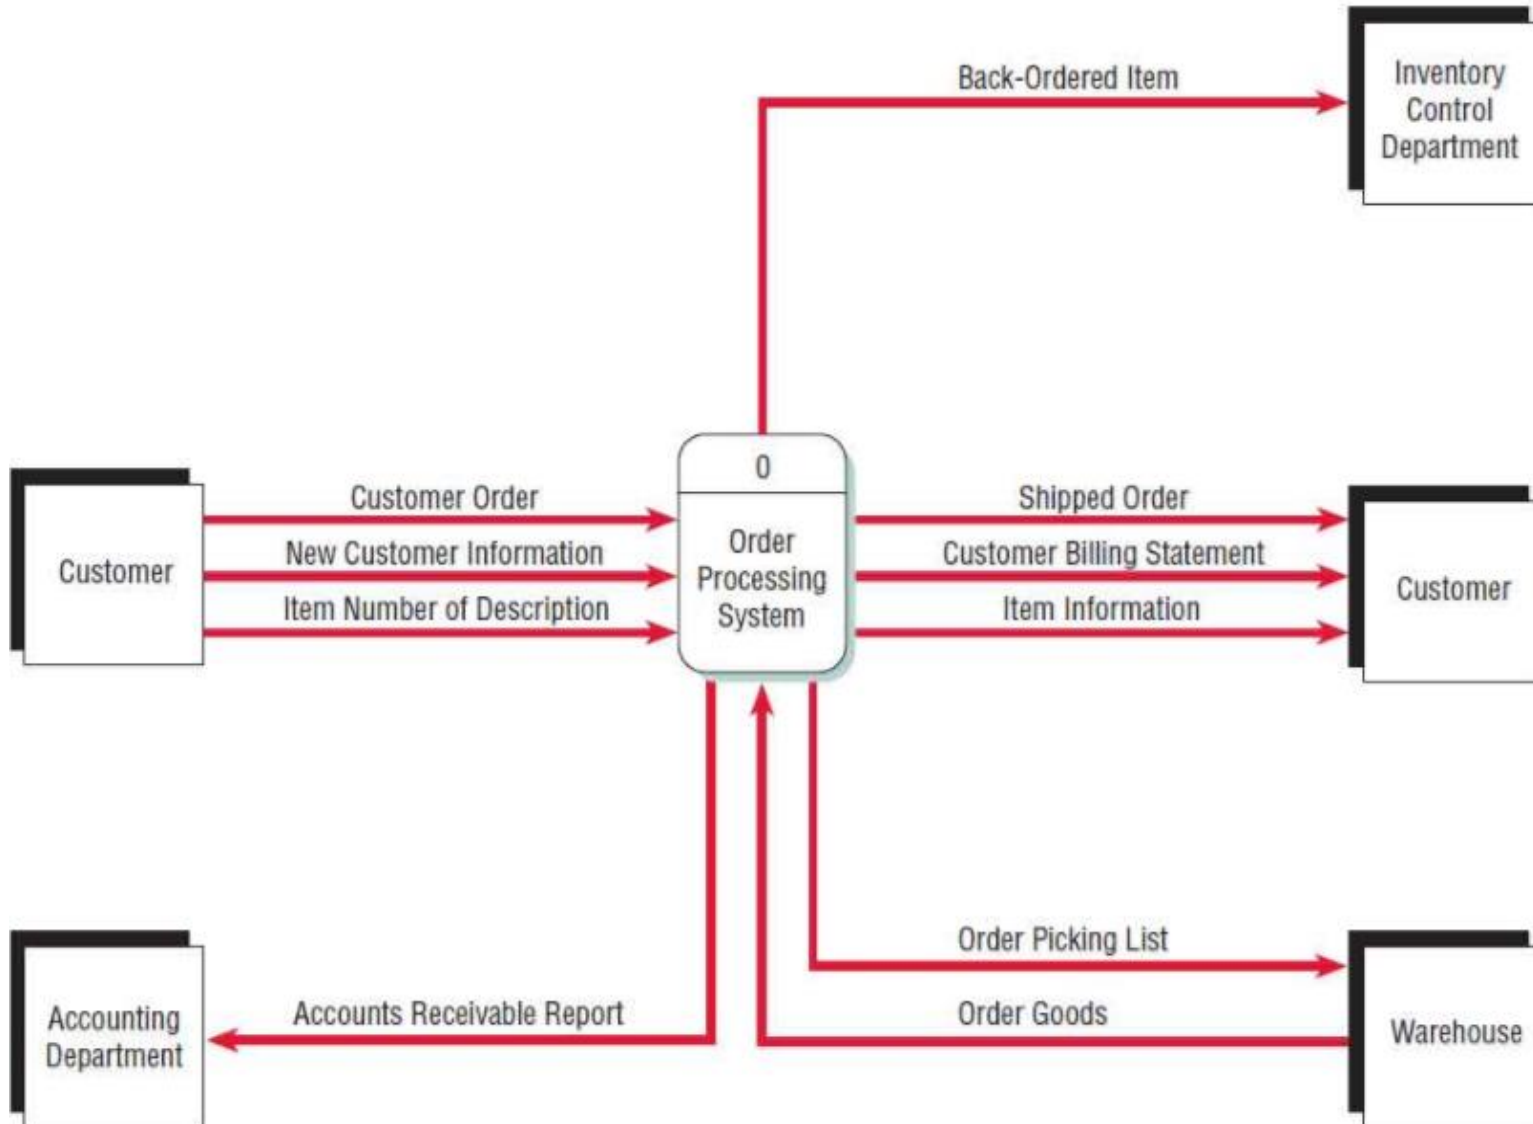 Back-Ordered Item
Inventory
Control
Department
0
Order
Processing
System
Customer
Customer Order
New Customer Information
Item Number of Description
Shipped Order
Customer Billing Statement
Item Information
Customer
Order Picking List
Order Goods
Warehouse
Accounts Receivable Report
Accounting
Department